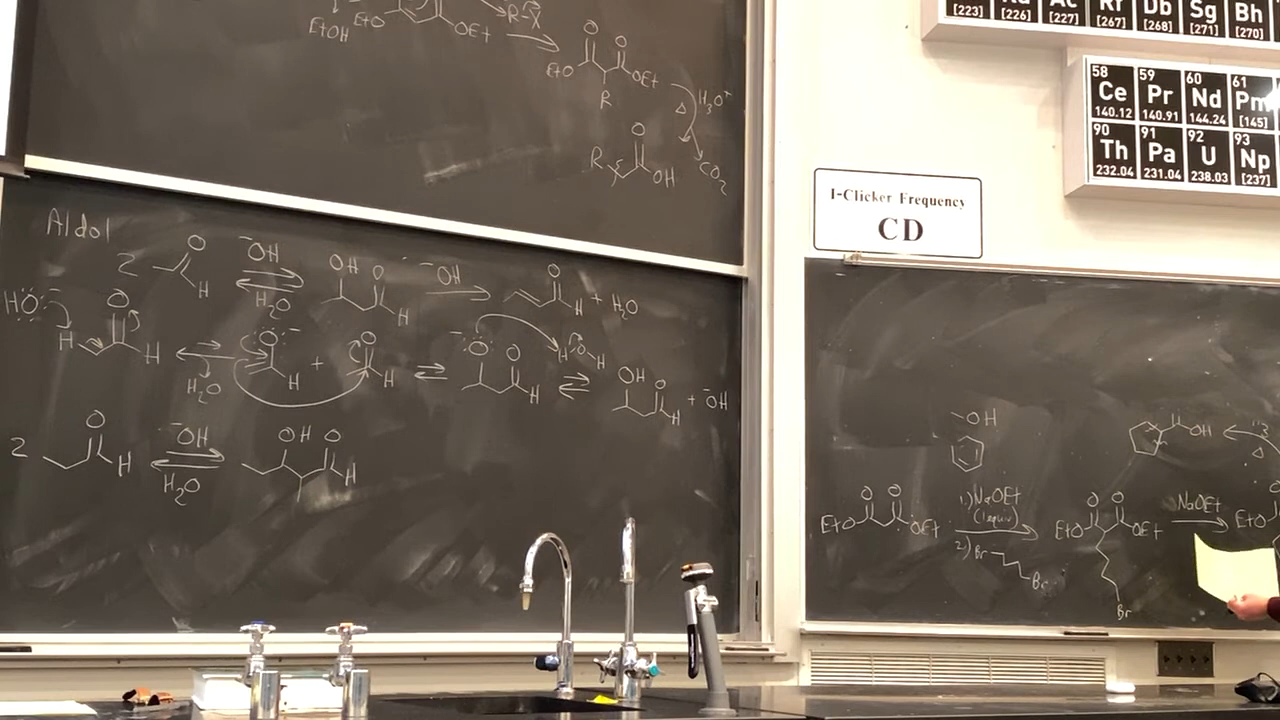 EtO OEt R-X
EtOH
O O
EtO OEt
R
Δ H₃O⁺
O
R OH CO₂
Aldol
2 O H ⁻OH H₂O OH O H ⁻OH O H + H₂O
HO:⁻ H O H H₂O :O:⁻ H + O H ⁻:O: O H H-O-H OH O H + ⁻OH
2 O H ⁻OH H₂O OH O H
[223] [226] Ac [227] Rf [267] Db [268] Sg [271] Bh [270]
58 Ce 140.12 59 Pr 140.91 60 Nd 144.24 61 Pm [145]
90 Th 232.04 91 Pa 231.04 92 U 238.03 93 Np [237]
I-Clicker Frequency
CD
OH
O OH
Δ
O O
EtO OEt
1) NaOEt
(1 equiv)
2) Br Br
O O
EtO OEt
Br
NaOEt
EtO O